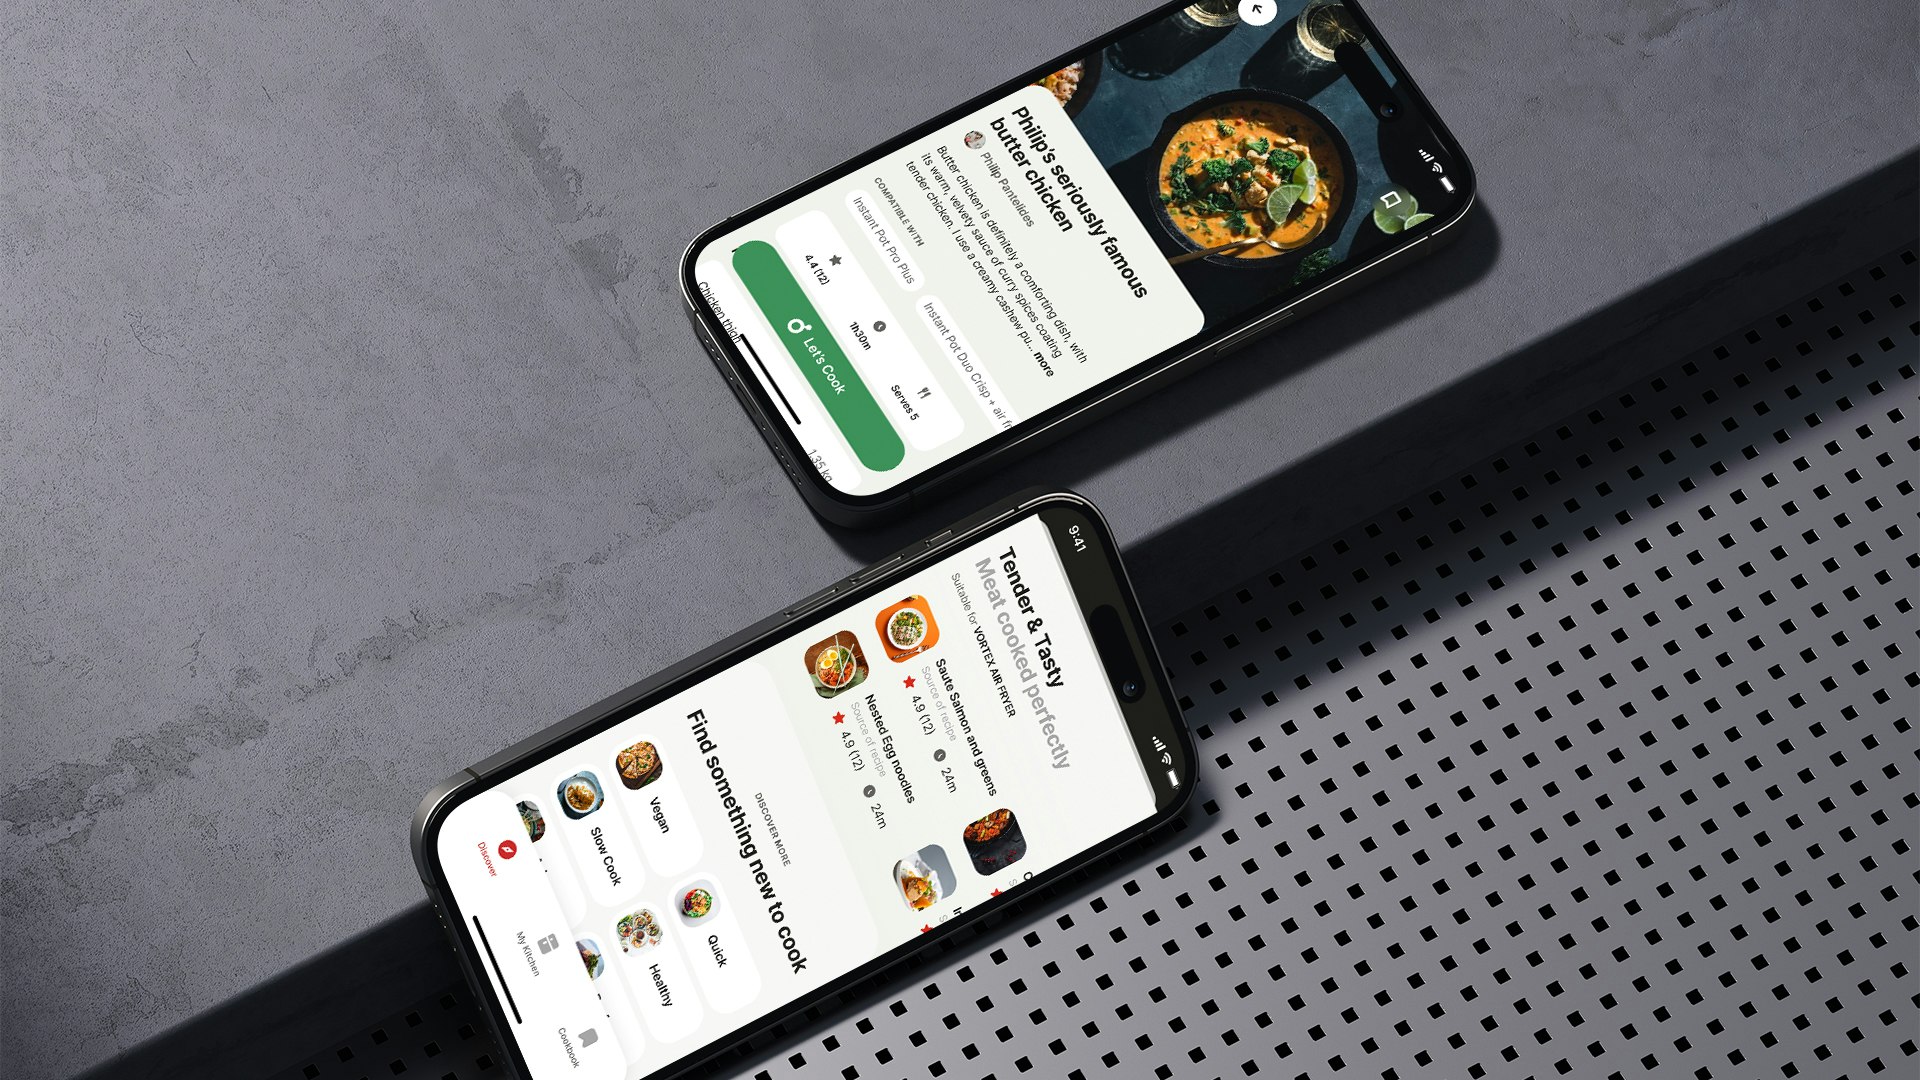 Philip's seriously famous
butter chicken
Philip Pantelides
Butter chicken is definitely a comforting dish, with
its warm, velvety sauce of curry spices coating
tender chicken. I use a creamy cashew pu... more
COMPATIBLE WITH
Instant Pot Pro Plus
Instant Pot Duo Crisp + air
4.4 (12)
1h30m
Serves 5
Let's Cook
Chicken thigh
1.35 kg
9:41
Tender & Tasty
Meat cooked perfectly
Suitable for VORTEX AIR FRYER
Saute Salmon and greens
Source of recipe
4.9 (12)
24m
Nested Egg noodles
Source of recipe
4.9 (12)
24m
DISCOVER MORE
Find something new to cook
Vegan
Quick
Slow Cook
Healthy
Discover
My Kitchen
Cookbook